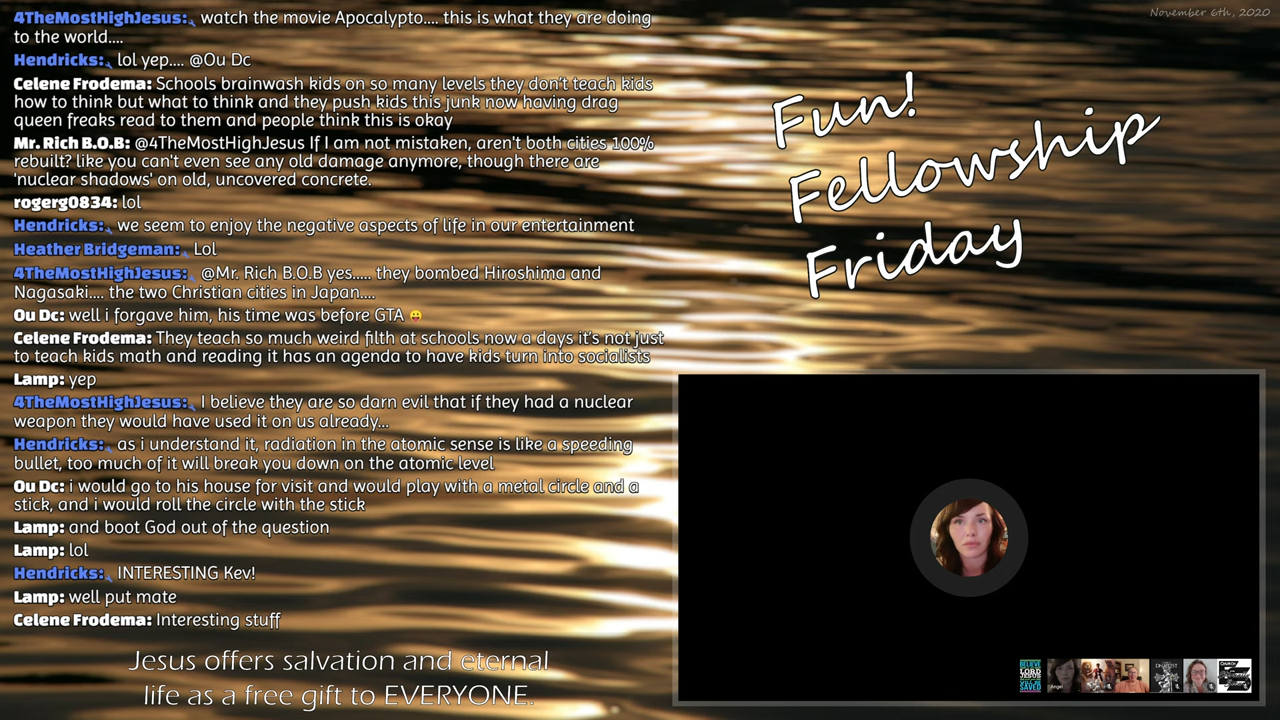 4TheMostHighJesus: watch the movie Apocalypto.... this is what they are doing
to the world....
Hendricks: lol yep.... @Ou Dc
Celene Frodema: Schools brainwash kids on so many levels they don't teach kids
how to think but what to think and they push kids this junk now having drag
queen freaks read to them and people think this is okay
Mr. Rich B.O.B: @4TheMostHighJesus If I am not mistaken, aren't both cities 100%
rebuilt? like you can't even see any old damage anymore, though there are
'nuclear shadows' on old, uncovered concrete.
rogerg0834: lol
Hendricks: we seem to enjoy the negative aspects of life in our entertainment
Heather Bridgeman: Lol
4TheMostHighJesus: @Mr. Rich B.O.B yes..... they bombed Hiroshima and
Nagasaki.... the two Christian cities in Japan....
Ou Dc: well i forgave him, his time was before GTA 😛
Celene Frodema: They teach so much weird filth at schools now a days it's not just
to teach kids math and reading it has an agenda to have kids turn into socialists
Lamp: yep
4TheMostHighJesus: I believe they are so darn evil that if they had a nuclear
weapon they would have used it on us already...
Hendricks: as i understand it, radiation in the atomic sense is like a speeding
bullet, too much of it will break you down on the atomic level
Ou Dc: i would go to his house for visit and would play with a metal circle and a
stick, and i would roll the circle with the stick
Lamp: and boot God out of the question
Lamp: lol
Hendricks: INTERESTING Kev!
Lamp: well put mate
Celene Frodema: Interesting stuff
Jesus offers salvation and eternal
life as a free gift to EVERYONE.
November 6th, 2020
Fun!
Fellowship
Friday
BELIEVE
LORD
JESUS
SAVED
Angel
CHURCH